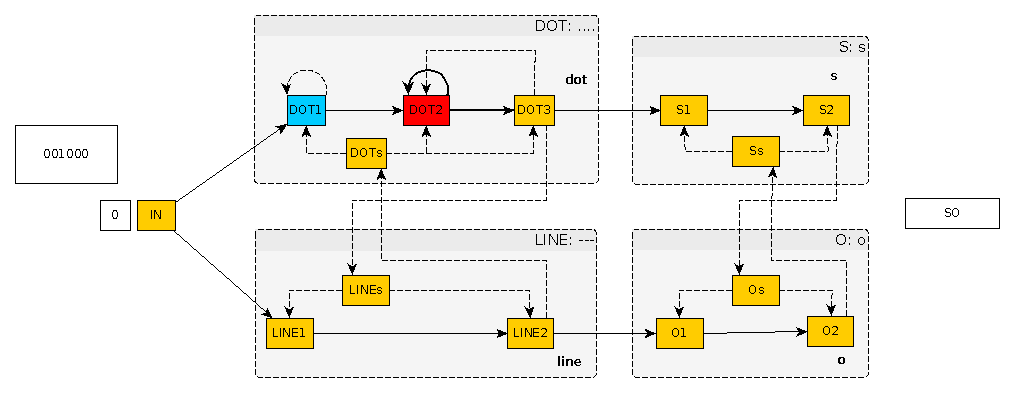 DOT: ....
dot
DOT1
DOT2
DOT3
DOTs
S: s
s
S1
S2
Ss
001000
0
IN
SO
LINE: ---
LINEs
LINE1
LINE2
line
O: o
Os
O1
O2
o